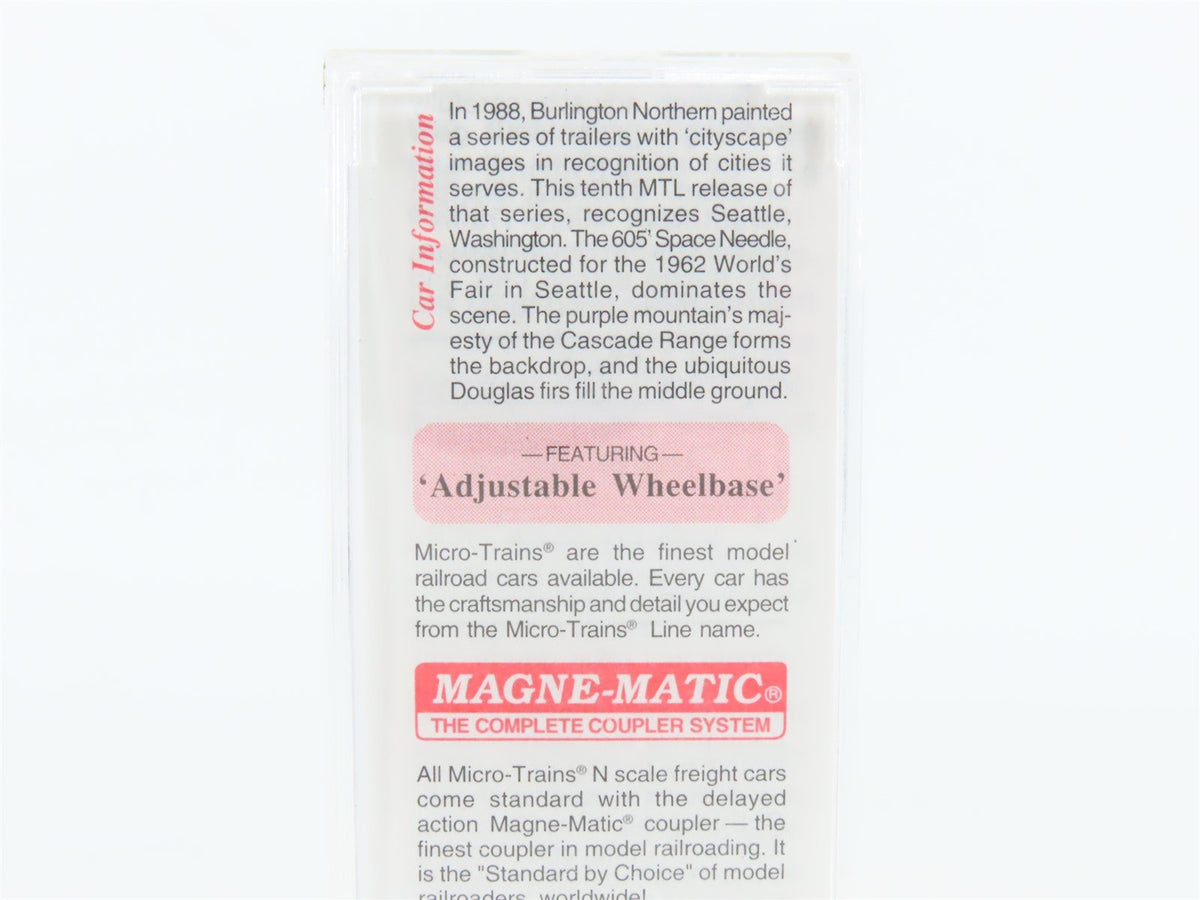 Car Information
In 1988, Burlington Northern painted
a series of trailers with ‘cityscape’
images in recognition of cities it
serves. This tenth MTL release of
that series, recognizes Seattle,
Washington. The 605' Space Needle,
constructed for the 1962 World’s
Fair in Seattle, dominates the
scene. The purple mountain’s maj-
esty of the Cascade Range forms
the backdrop, and the ubiquitous
Douglas firs fill the middle ground.
—FEATURING—
‘Adjustable Wheelbase’
Micro-Trains® are the finest model
railroad cars available. Every car has
the craftsmanship and detail you expect
from the Micro-Trains® Line name.
MAGNE-MATIC®
THE COMPLETE COUPLER SYSTEM
All Micro-Trains® N scale freight cars
come standard with the delayed
action Magne-Matic® coupler — the
finest coupler in model railroading. It
is the "Standard by Choice" of model
railroaders, worldwide!